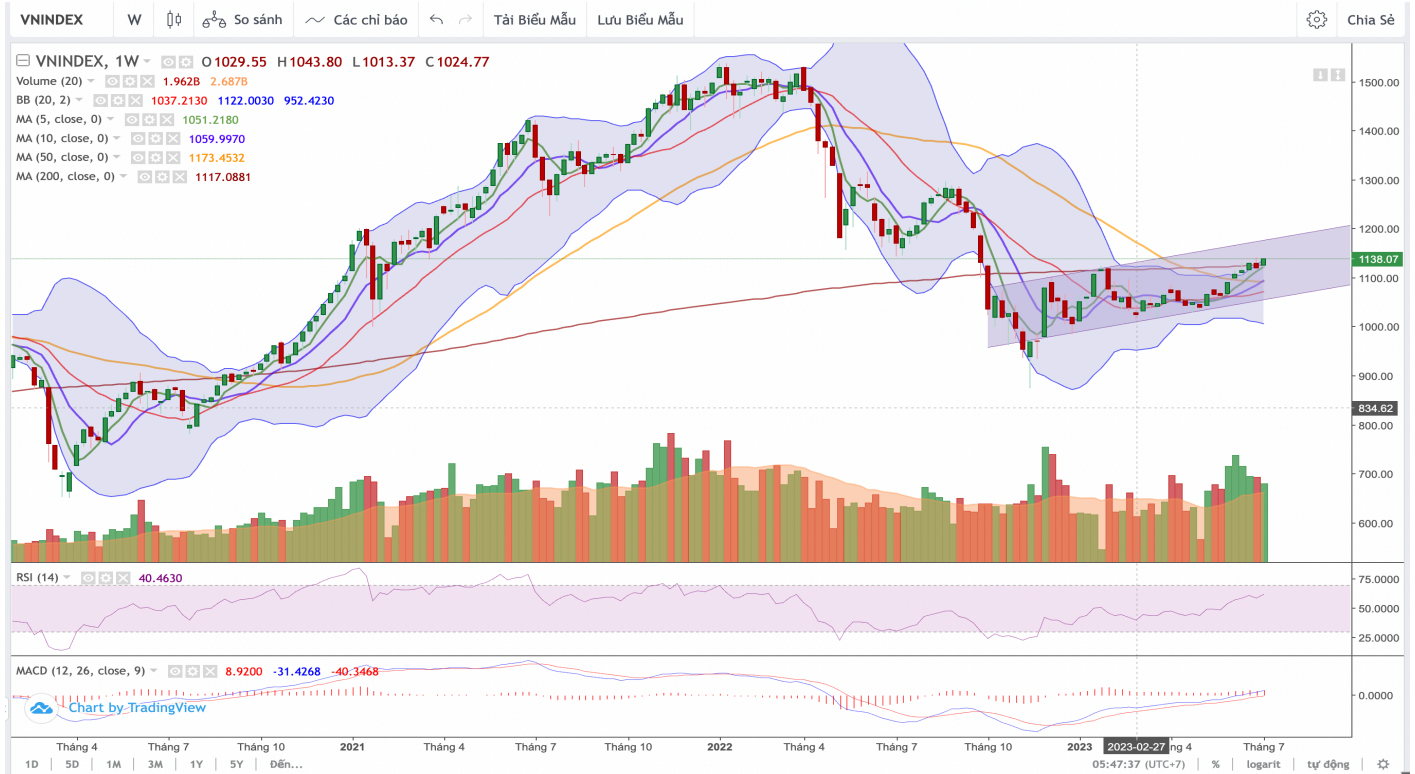 VNINDEX W So sánh Các chỉ báo Tải Biểu Mẫu Lưu Biểu Mẫu Chia Sẻ
VNINDEX, 1W O1029.55 H1043.80 L1013.37 C1024.77
Volume (20) 1.962B 2.687B
BB (20, 2) 1037.2130 1122.0030 952.4230
MA (5, close, 0) 1051.2180
MA (10, close, 0) 1059.9970
MA (50, close, 0) 1173.4532
MA (200, close, 0) 1117.0881
1500.00
1400.00
1300.00
1200.00
1138.07
1100.00
1000.00
900.00
834.62
800.00
700.00
600.00
RSI (14) 40.4630
75.0000
50.0000
25.0000
MACD (12, 26, close, 9) 8.9200 -31.4268 -40.3468
0.0000
Chart by TradingView
Tháng 4 Tháng 7 Tháng 10 2021 Tháng 4 Tháng 7 Tháng 10 2022 Tháng 4 Tháng 7 Tháng 10 2023 2023-02-27 ng 4 Tháng 7
1D 5D 1M 3M 1Y 5Y Đến... 05:47:37 (UTC+7) % logarit tự động